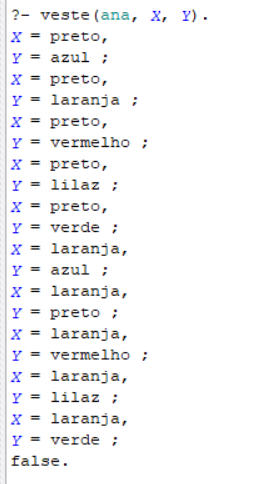 ?- veste(ana, X, Y).
X = preto,
Y = azul ;
X = preto,
Y = laranja ;
X = preto,
Y = vermelho ;
X = preto,
Y = lilaz ;
X = preto,
Y = verde ;
X = laranja,
Y = azul ;
X = laranja,
Y = preto ;
X = laranja,
Y = vermelho ;
X = laranja,
Y = lilaz ;
X = laranja,
Y = verde ;
false.